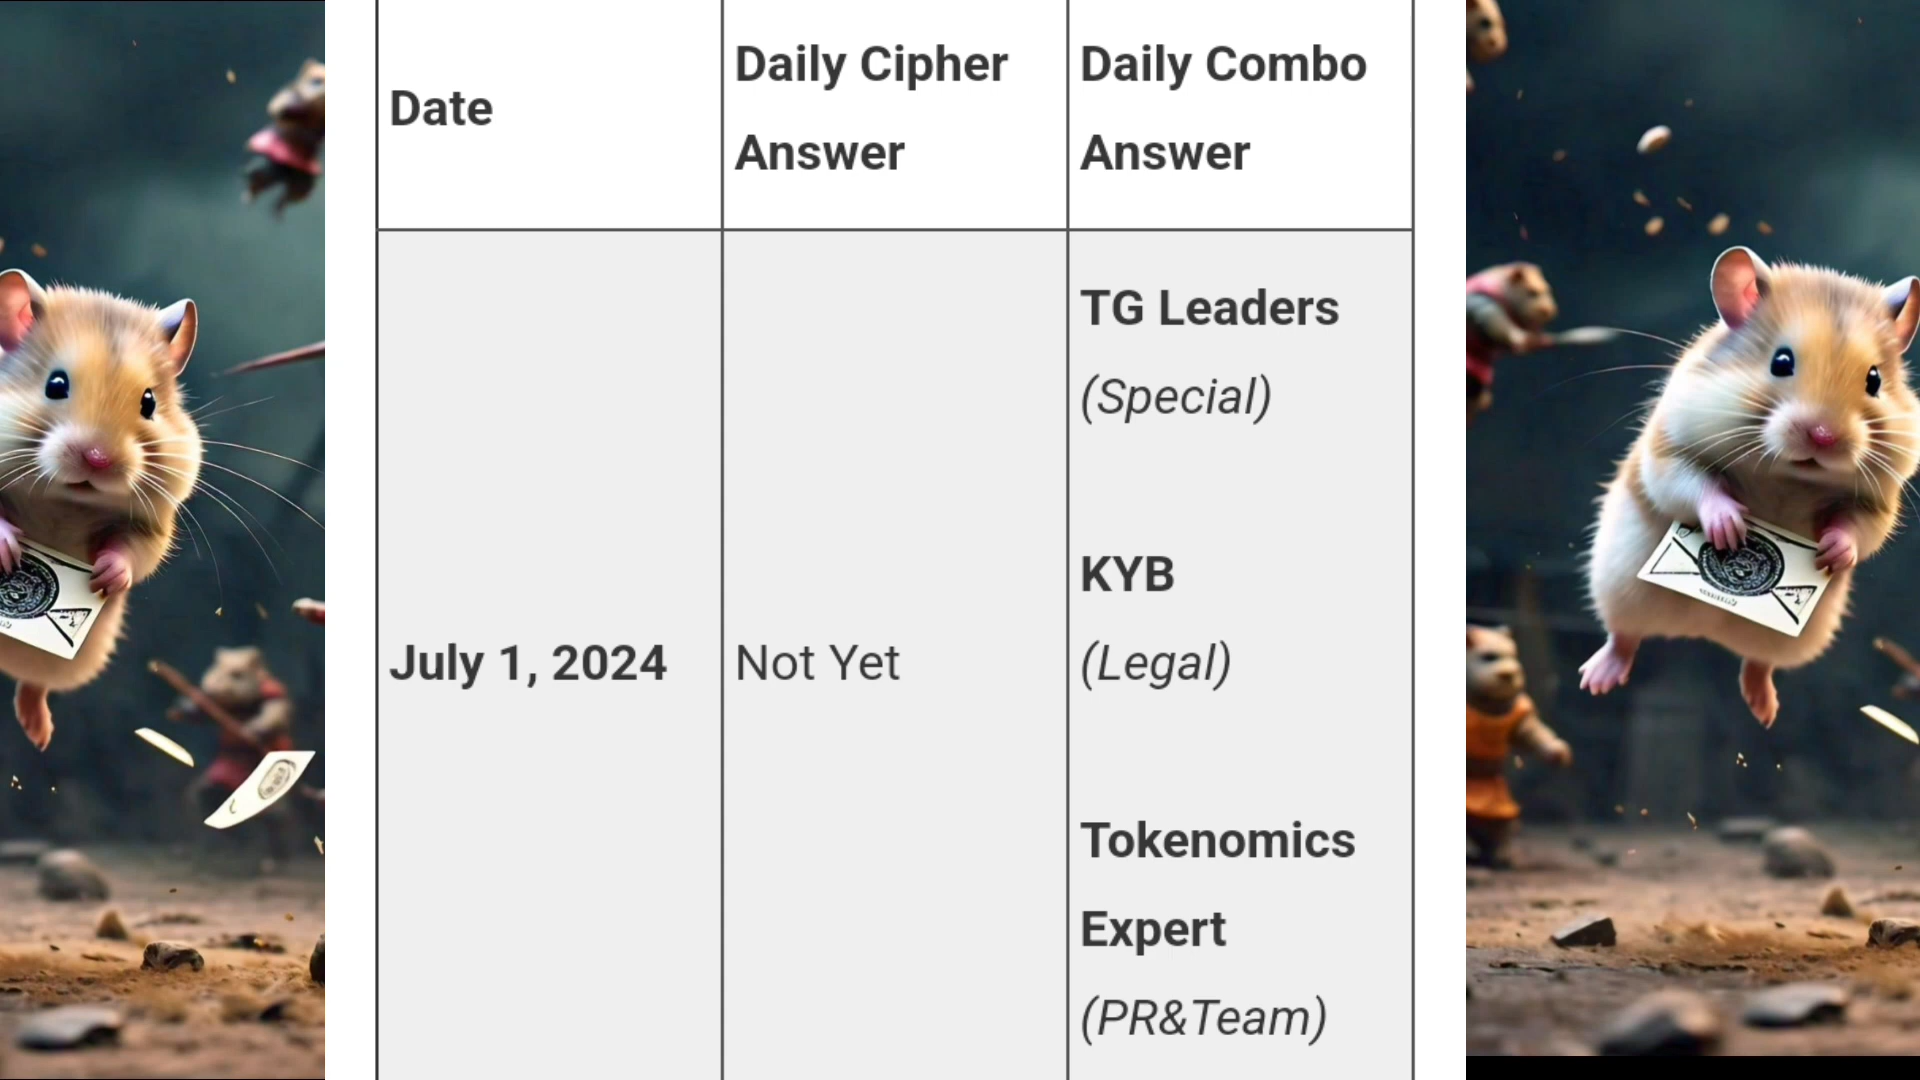 Date
Daily Cipher
Answer
Daily Combo
Answer
July 1, 2024
Not Yet
TG Leaders
(Special)
KYB
(Legal)
Tokenomics
Expert
(PR&Team)